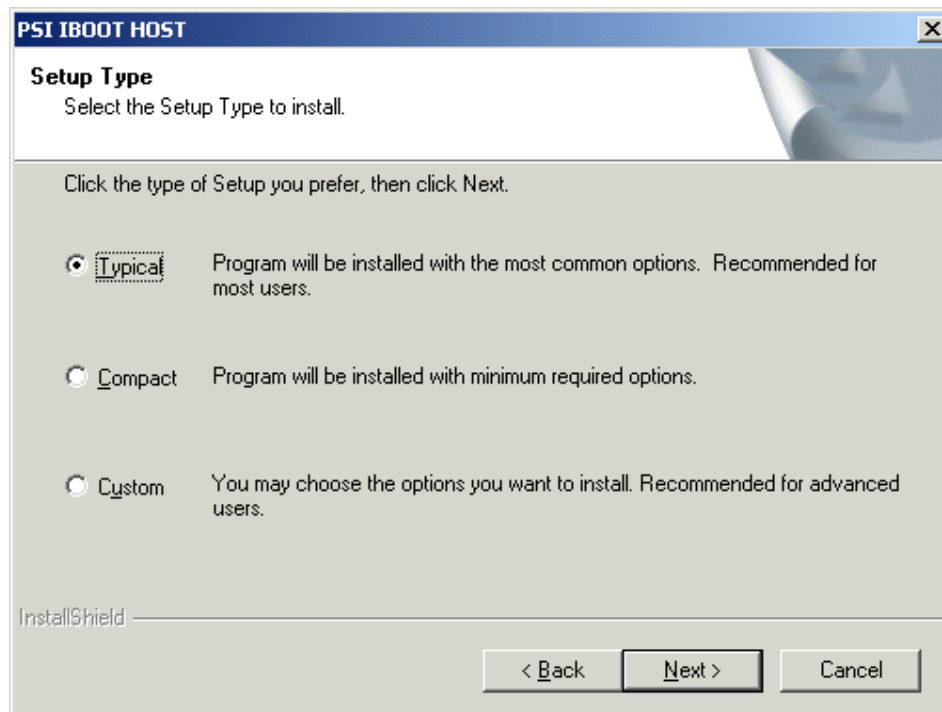 PSI IBOOT HOST
Setup Type
Select the Setup Type to install.
Click the type of Setup you prefer, then click Next.
Typical Program will be installed with the most common options. Recommended for
most users.
Compact Program will be installed with minimum required options.
Custom You may choose the options you want to install. Recommended for advanced
users.
InstallShield
< Back Next > Cancel